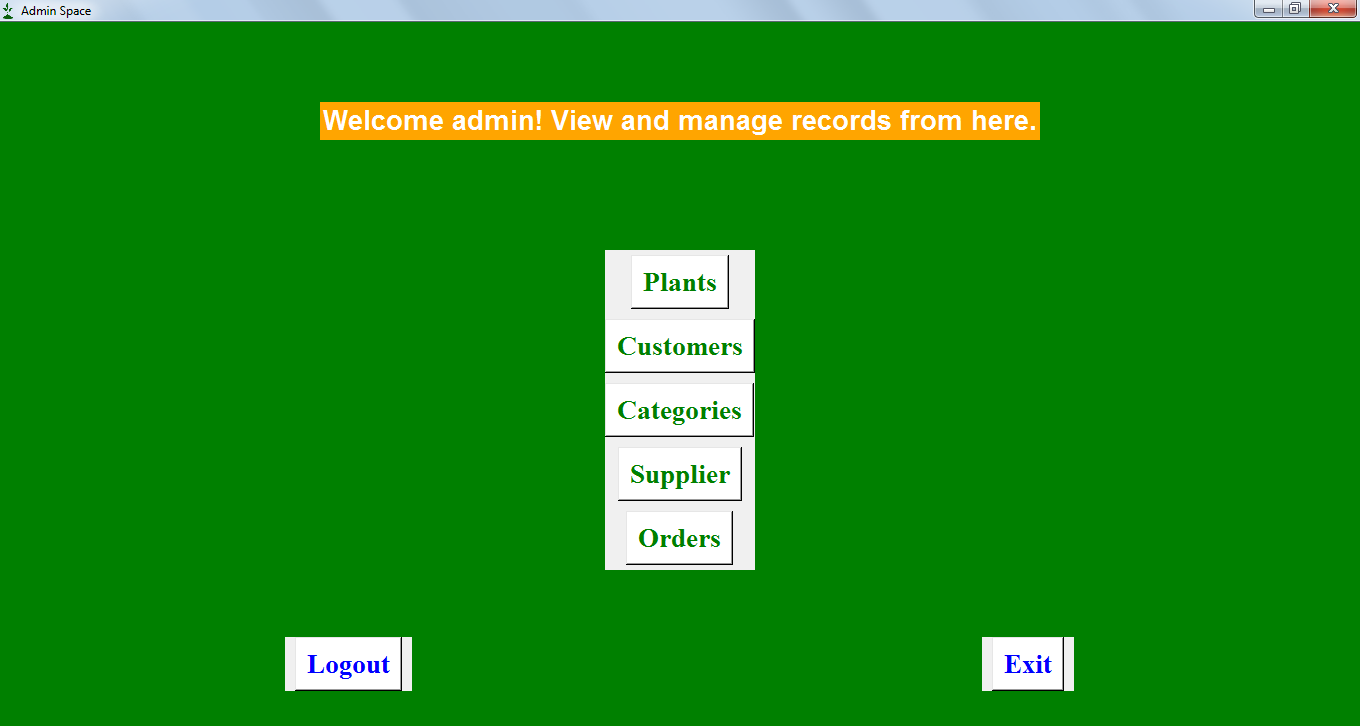 Admin Space
Welcome admin! View and manage records from here.
Plants
Customers
Categories
Supplier
Orders
Logout
Exit